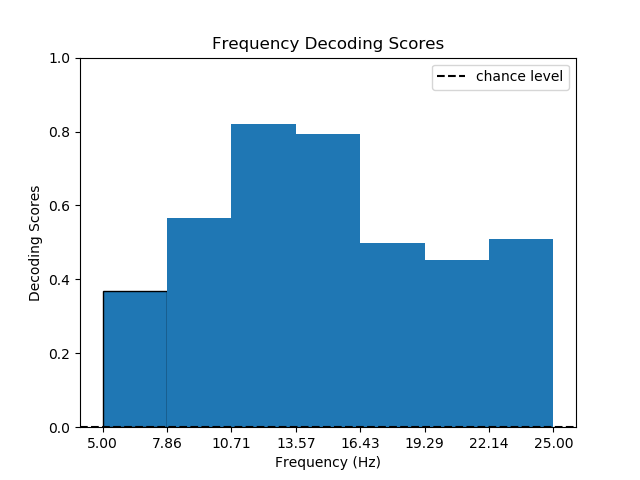 Frequency Decoding Scores
chance level
1.0
0.8
0.6
0.4
0.2
0.0
Decoding Scores
5.00 7.86 10.71 13.57 16.43 19.29 22.14 25.00
Frequency (Hz)